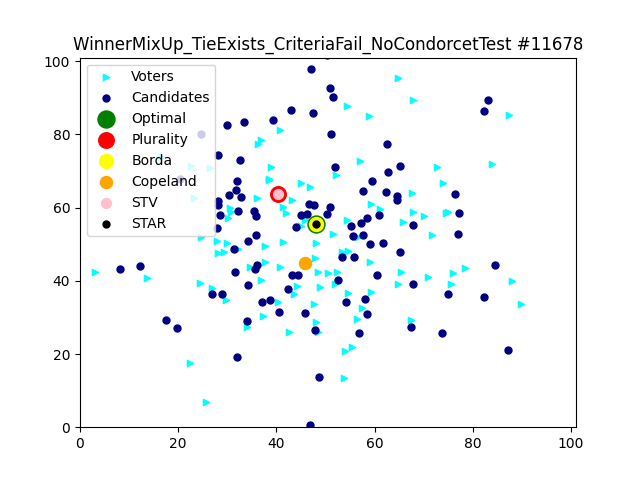 WinnerMixUp_TieExists_CriteriaFail_NoCondorcetTest #11678
100
80
60
40
20
0
0 20 40 60 80 100
Voters
Candidates
Optimal
Plurality
Borda
Copeland
STV
STAR